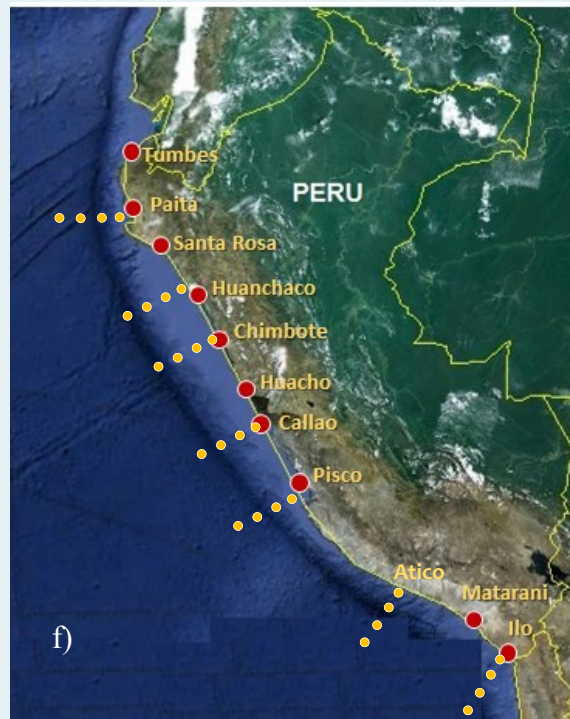 Tumbes
PERU
Paita
Santa Rosa
Huanchaco
Chimbote
Huacho
Callao
Pisco
Atico
Matarani
Ilo
f)